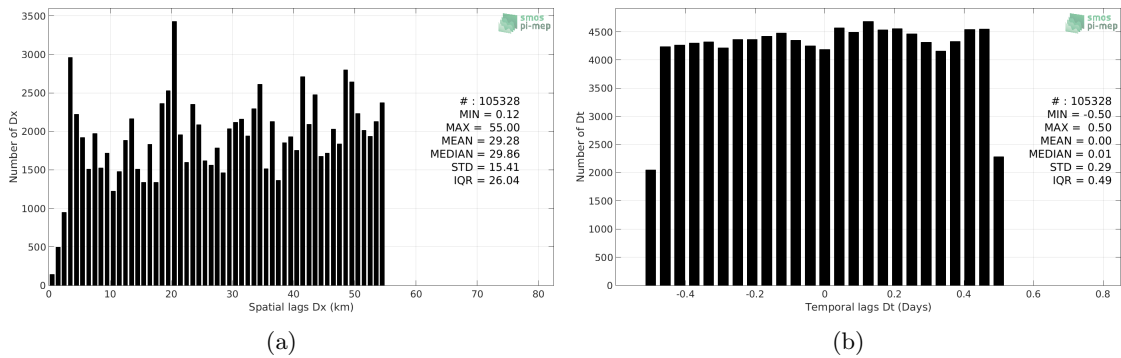 3500
3000
2500
2000
1500
1000
500
0
Number of Dx
0 10 20 30 40 50 60 70 80
Spatial lags Dx (km)
smos
pi-mep
# : 105328
MIN = 0.12
MAX = 55.00
MEAN = 29.28
MEDIAN = 29.86
STD = 15.41
IQR = 26.04
(a)
4500
4000
3500
3000
2500
2000
1500
1000
500
0
Number of Dt
-0.4 -0.2 0 0.2 0.4 0.6 0.8
Temporal lags Dt (Days)
smos
pi-mep
# : 105328
MIN = -0.50
MAX = 0.50
MEAN = 0.00
MEDIAN = 0.01
STD = 0.29
IQR = 0.49
(b)